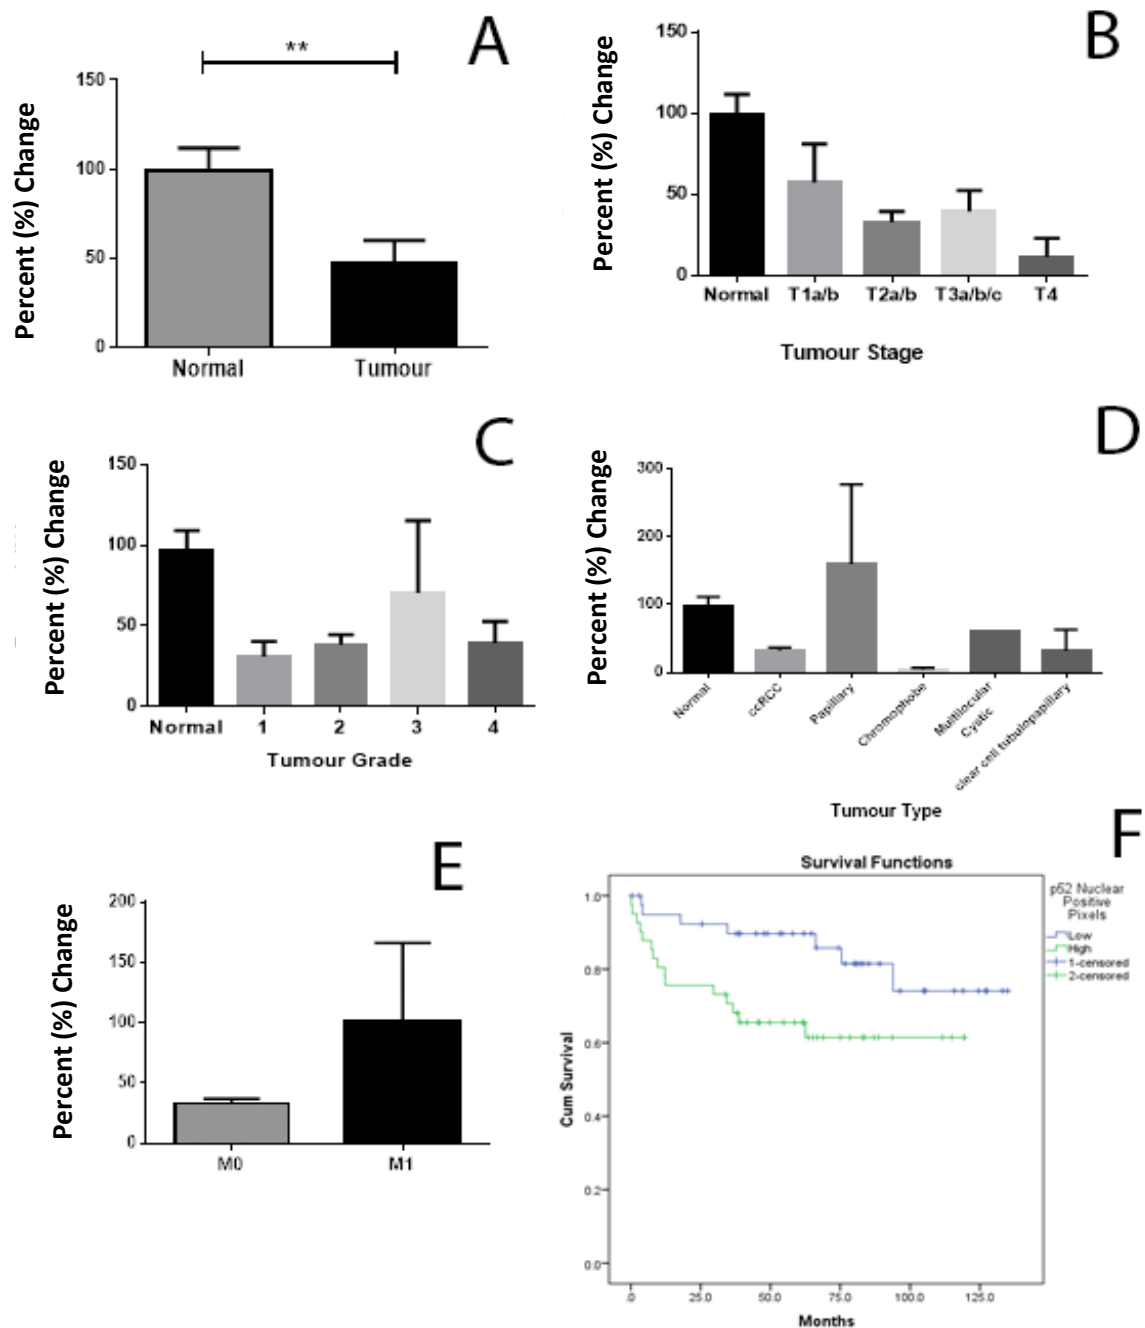 A
**
Percent (%) Change
150
100
50
0
Normal Tumour
B
Percent (%) Change
150
100
50
0
Normal T1a/b T2a/b T3a/b/c T4
Tumour Stage
C
Percent (%) Change
150
100
50
0
Normal 1 2 3 4
Tumour Grade
D
Percent (%) Change
300
200
100
0
Normal
ccRCC
Papillary
Chromophobe
Multilocular
Cystic
clear cell tubulopapillary
Tumour Type
E
Percent (%) Change
200
150
100
50
0
M0 M1
F
Survival Functions
p52 Nuclear
Positive
Pixels
Low
High
1-censored
2-censored
Cum Survival
1.0
0.8
0.6
0.4
0.2
0.0
.0 25.0 50.0 75.0 100.0 125.0
Months